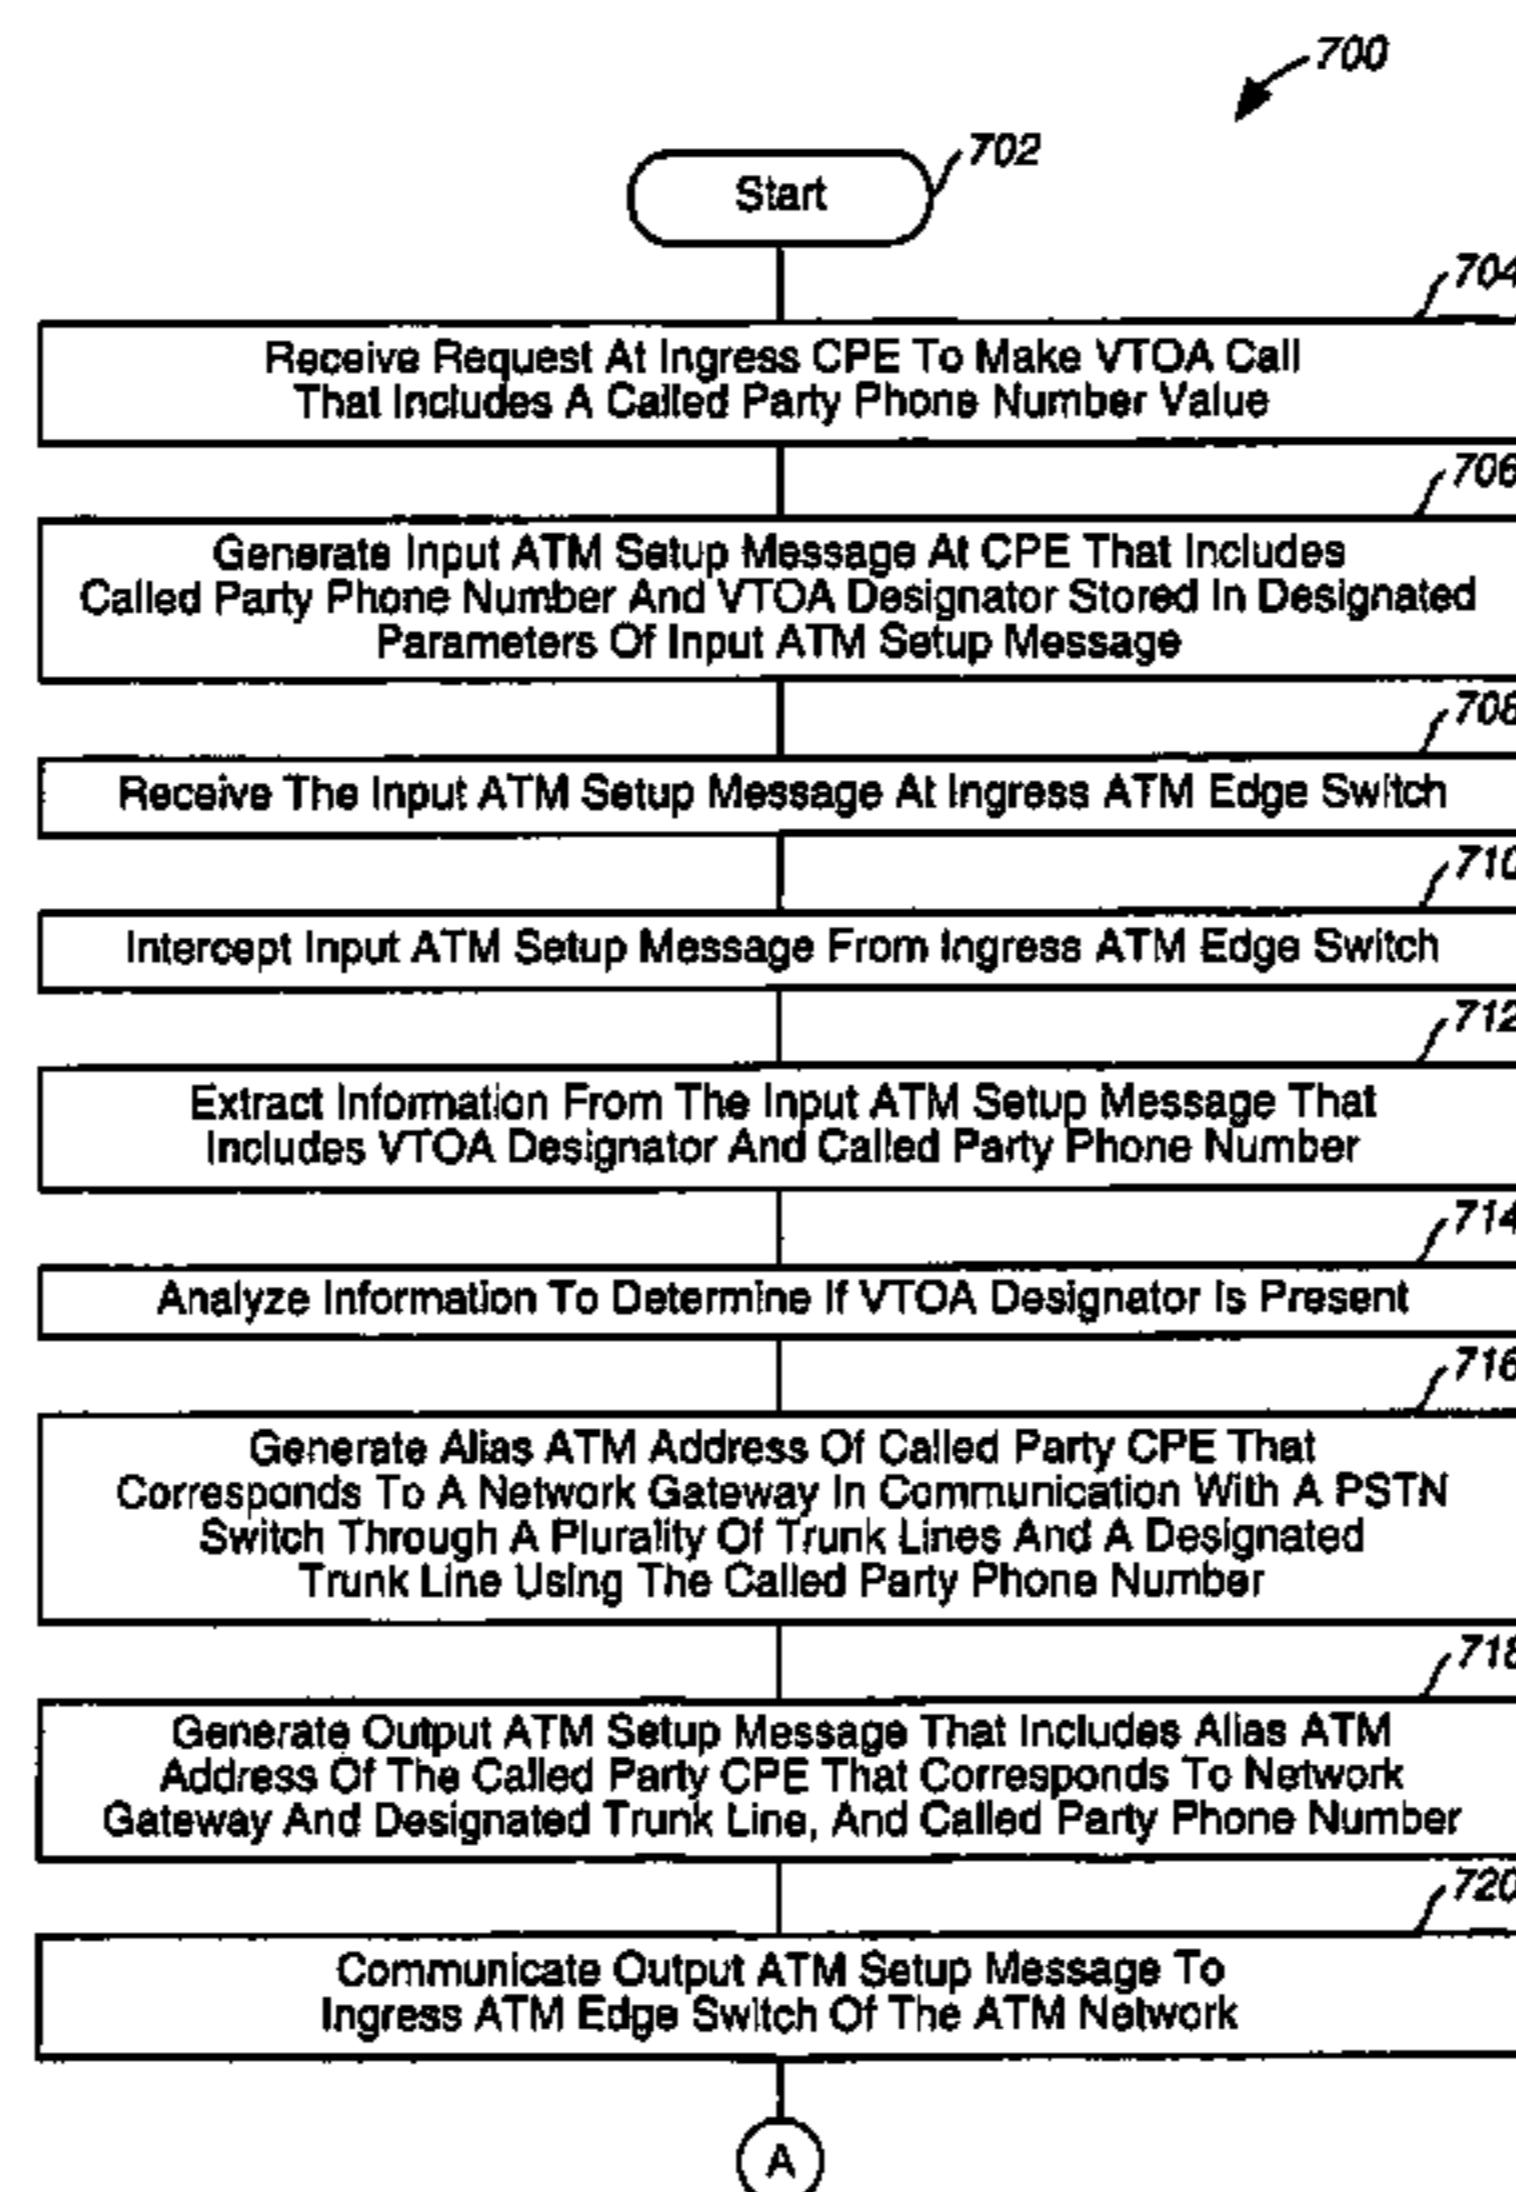 700
702
Start
704
Receive Request At Ingress CPE To Make VTOA Call
That Includes A Called Party Phone Number Value
706
Generate Input ATM Setup Message At CPE That Includes
Called Party Phone Number And VTOA Designator Stored In Designated
Parameters Of Input ATM Setup Message
708
Receive The Input ATM Setup Message At Ingress ATM Edge Switch
710
Intercept Input ATM Setup Message From Ingress ATM Edge Switch
712
Extract Information From The Input ATM Setup Message That
Includes VTOA Designator And Called Party Phone Number
714
Analyze Information To Determine If VTOA Designator Is Present
716
Generate Alias ATM Address Of Called Party CPE That
Corresponds To A Network Gateway In Communication With A PSTN
Switch Through A Plurality Of Trunk Lines And A Designated
Trunk Line Using The Called Party Phone Number
718
Generate Output ATM Setup Message That Includes Alias ATM
Address Of The Called Party CPE That Corresponds To Network
Gateway And Designated Trunk Line, And Called Party Phone Number
720
Communicate Output ATM Setup Message To
Ingress ATM Edge Switch Of The ATM Network
A